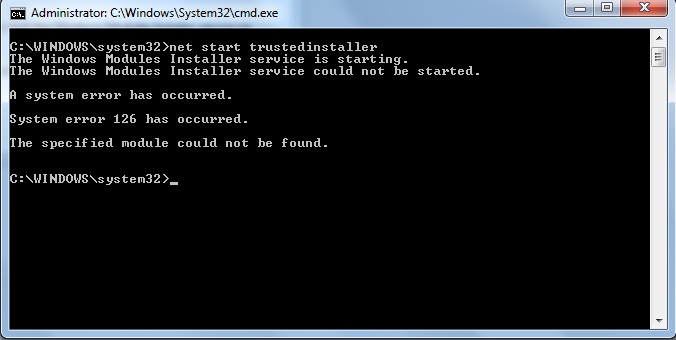 Administrator: C:\Windows\System32\cmd.exe
C:\WINDOWS\system32>net start trustedinstaller
The Windows Modules Installer service is starting.
The Windows Modules Installer service could not be started.
A system error has occurred.
System error 126 has occurred.
The specified module could not be found.
C:\WINDOWS\system32>_